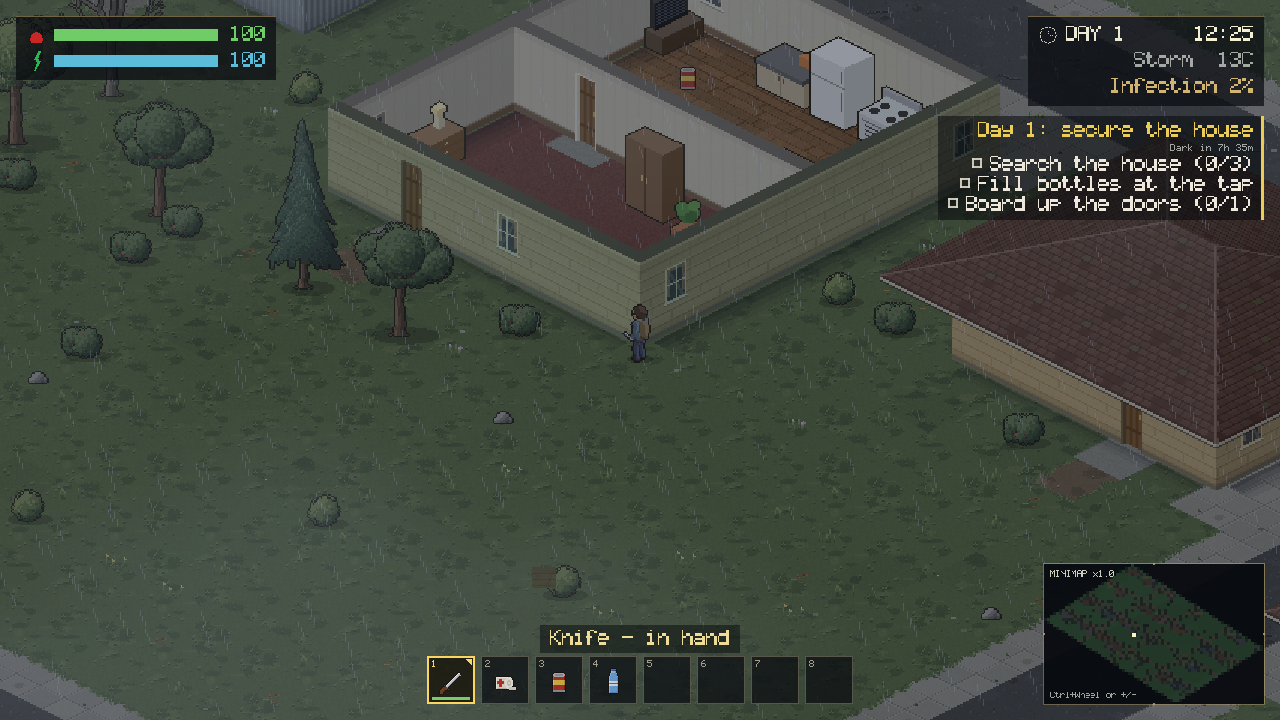 100
100
DAY 1 12:25
Storm 13C
Infection 2%
Day 1: secure the house
Dark in 7h 35m
Search the house (0/3)
Fill bottles at the tap
Board up the doors (0/1)
MINIMAP x1.0
Ctrl+Wheel or +/-
Knife - in hand
1 2 3 4 5 6 7 8